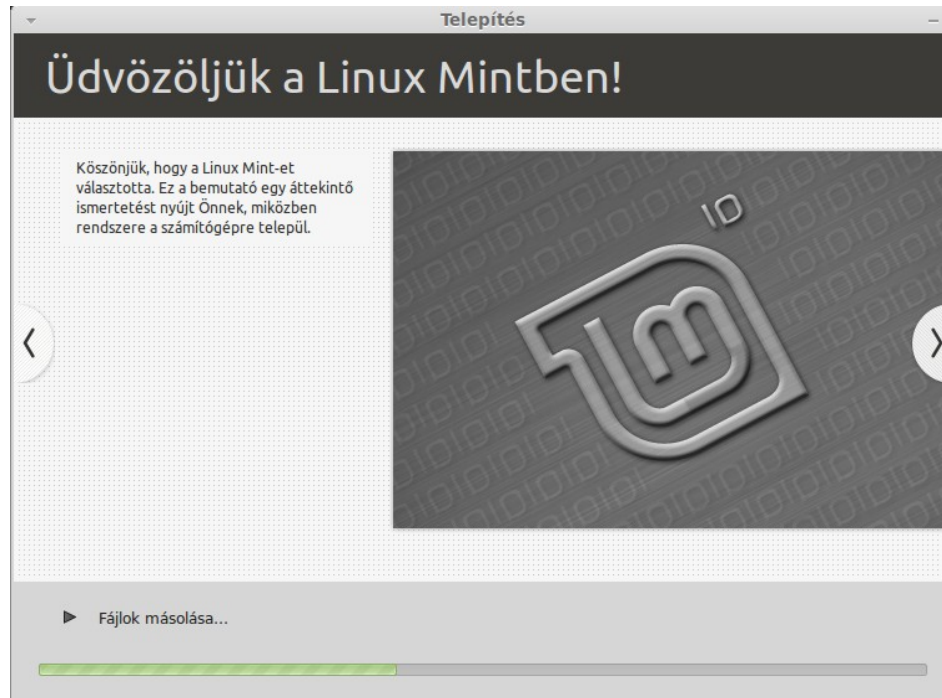 Telepítés
Üdvözöljük a Linux Mintben!
Köszönjük, hogy a Linux Mint-et
választotta. Ez a bemutató egy áttekintő
ismertetést nyújt Önnek, miközben
rendszere a számítógépre települ.
10
Fájlok másolása...